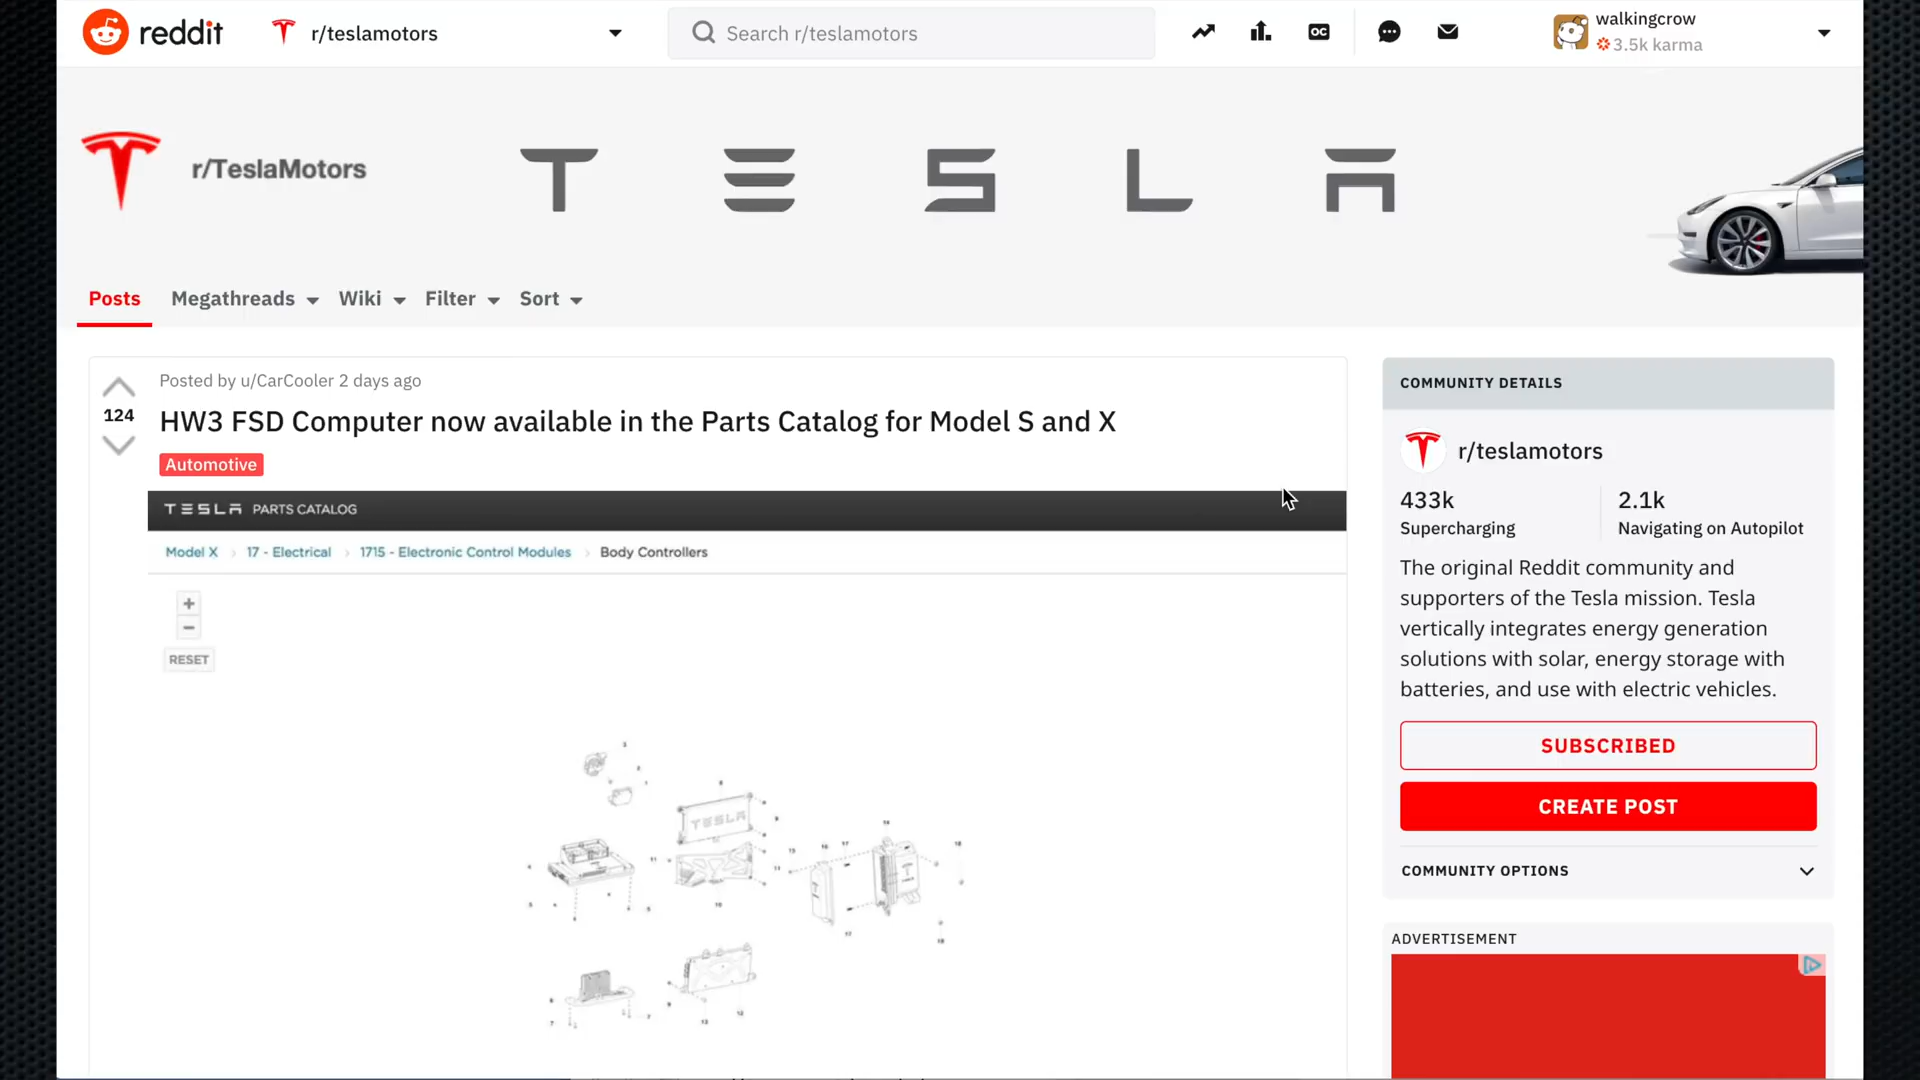 reddit
r/teslamotors
Search r/teslamotors
OC
walkingcrow
3.5k karma
r/TeslaMotors
TESLA
Posts
Megathreads
Wiki
Filter
Sort
Posted by u/CarCooler 2 days ago
124
HW3 FSD Computer now available in the Parts Catalog for Model S and X
Automotive
TESLA PARTS CATALOG
Model X > 17 - Electrical > 1715 - Electronic Control Modules > Body Controllers
+
−
RESET
TESLA
COMMUNITY DETAILS
r/teslamotors
433k
2.1k
Supercharging
Navigating on Autopilot
The original Reddit community and
supporters of the Tesla mission. Tesla
vertically integrates energy generation
solutions with solar, energy storage with
batteries, and use with electric vehicles.
SUBSCRIBED
CREATE POST
COMMUNITY OPTIONS
ADVERTISEMENT